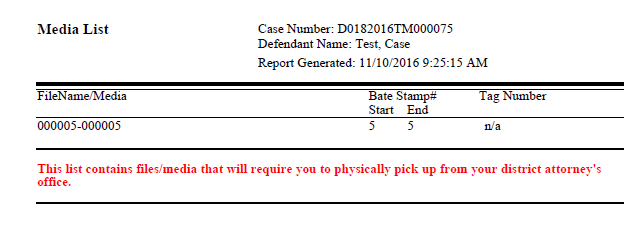 Media List
Case Number: D0182016TM000075
Defendant Name: Test, Case
Report Generated: 11/10/2016 9:25:15 AM
FileName/Media Bate Stamp# Tag Number
Start End
000005-000005 5 5 n/a
This list contains files/media that will require you to physically pick up from your district attorney's
office.